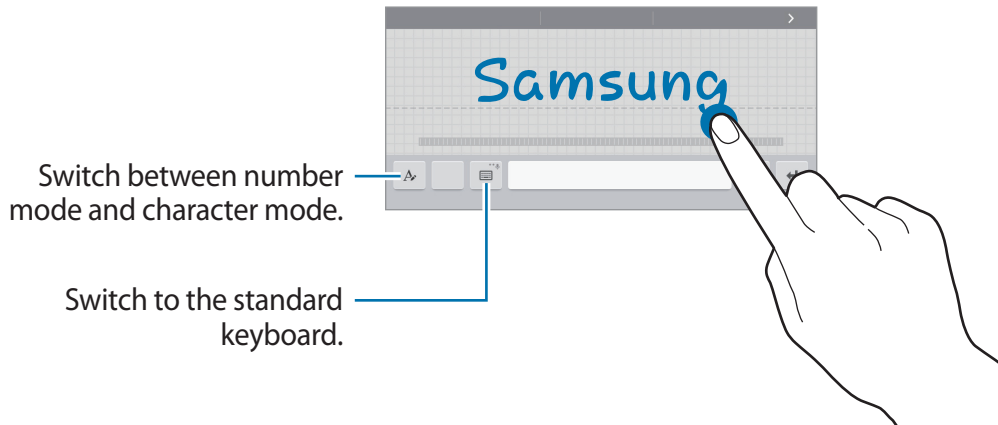 Samsung
Switch between number
mode and character mode.
Switch to the standard
keyboard.